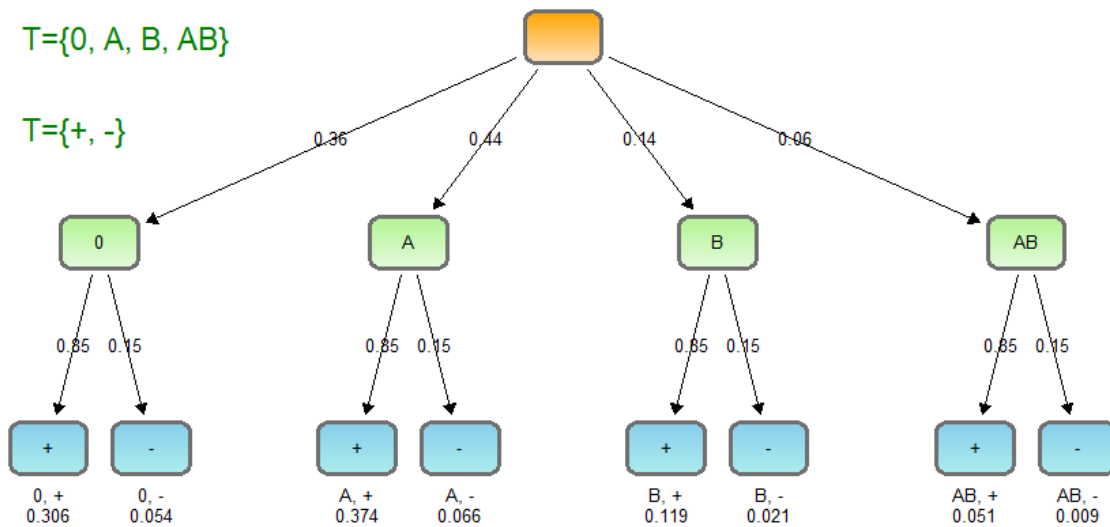 T={0, A, B, AB}
T={+, -}
0.36 0.44 0.14 0.06
0 A B AB
0.85 0.15 0.85 0.15 0.85 0.15 0.85 0.15
+ - + - + - + -
0, + 0, - A, + A, - B, + B, - AB, + AB, -
0.306 0.054 0.374 0.066 0.119 0.021 0.051 0.009